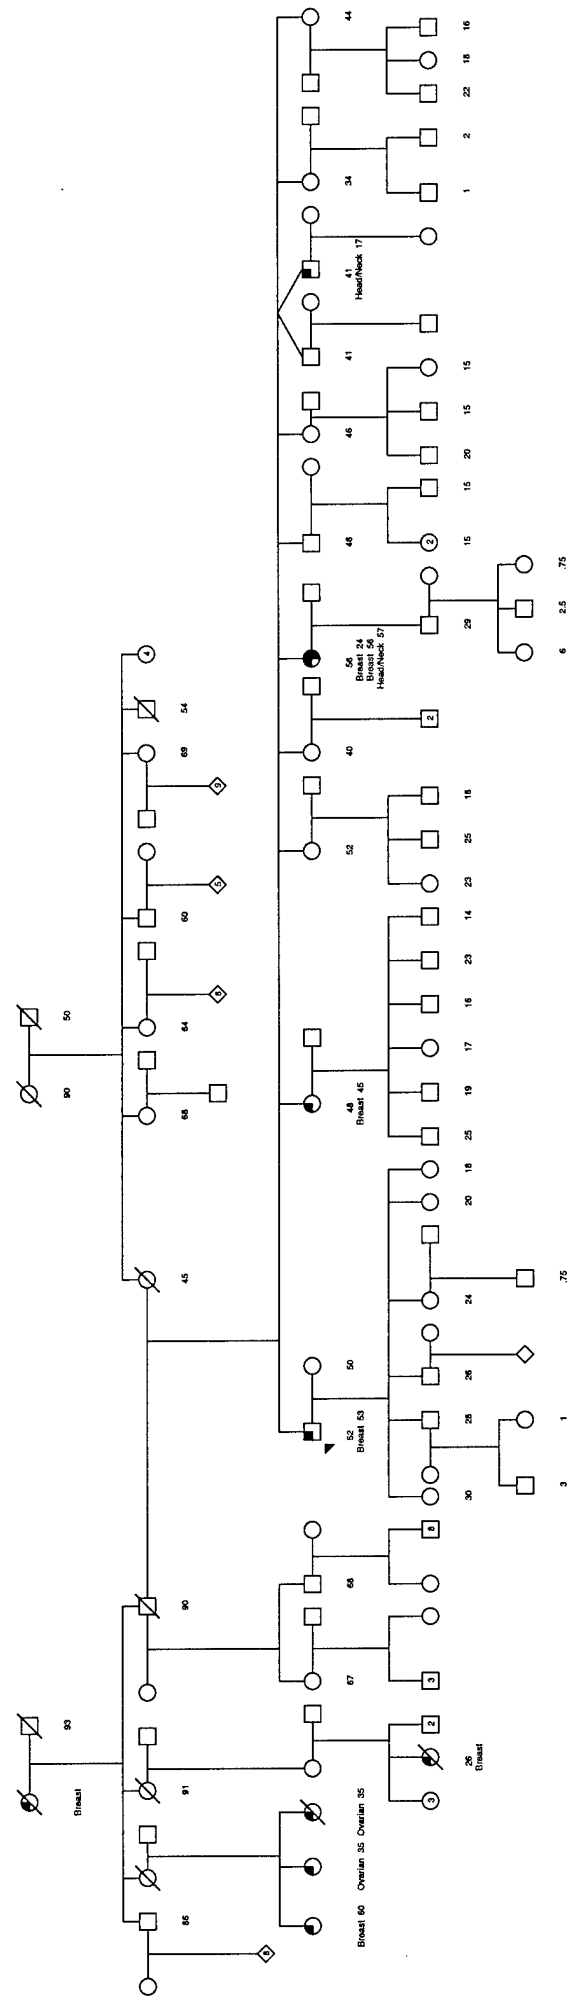 93 90 50
Breast
4
86 91 90 45 68 64 60 69 54
6 5 9
8
67 68 52 50 48 52 40 56 46 46 41 41 34 44
Breast 60 Ovarian 35 Ovarian 35 Breast 53 Breast 45 Breast 24 Head/Neck 17
Breast 56
Head/Neck 57
3 2 3 8 2 2
26 30 28 26 24 20 18 25 19 17 16 23 14 23 25 18 29 15 15 20 15 15 1 2 22 18 16
Breast
3 1 .75 6 2.5 .75